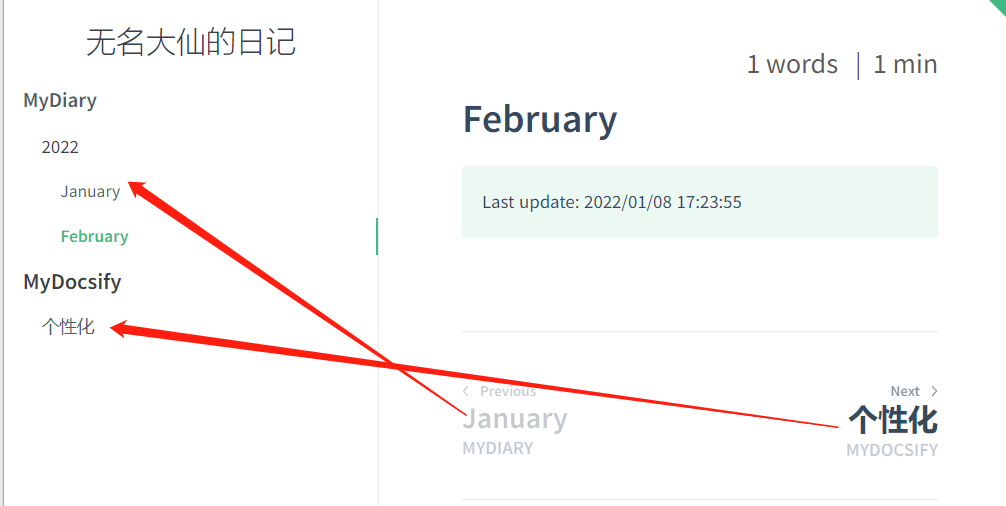 无名大仙的日记
MyDiary
2022
January
February
MyDocsify
个性化
1 words | 1 min
February
Last update: 2022/01/08 17:23:55
Previous
January
MYDIARY
Next
个性化
MYDOCSIFY